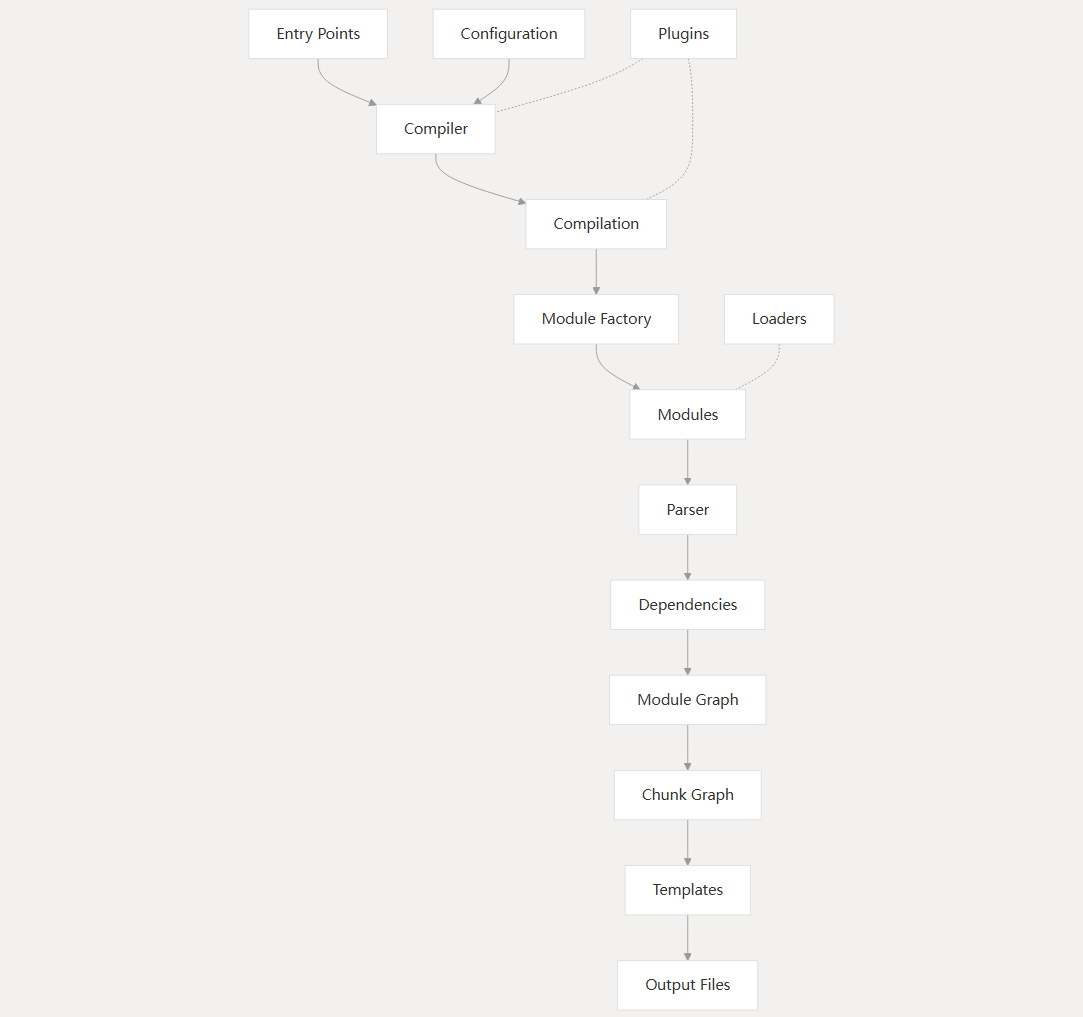 Entry Points
Configuration
Plugins
Compiler
Compilation
Module Factory
Loaders
Modules
Parser
Dependencies
Module Graph
Chunk Graph
Templates
Output Files